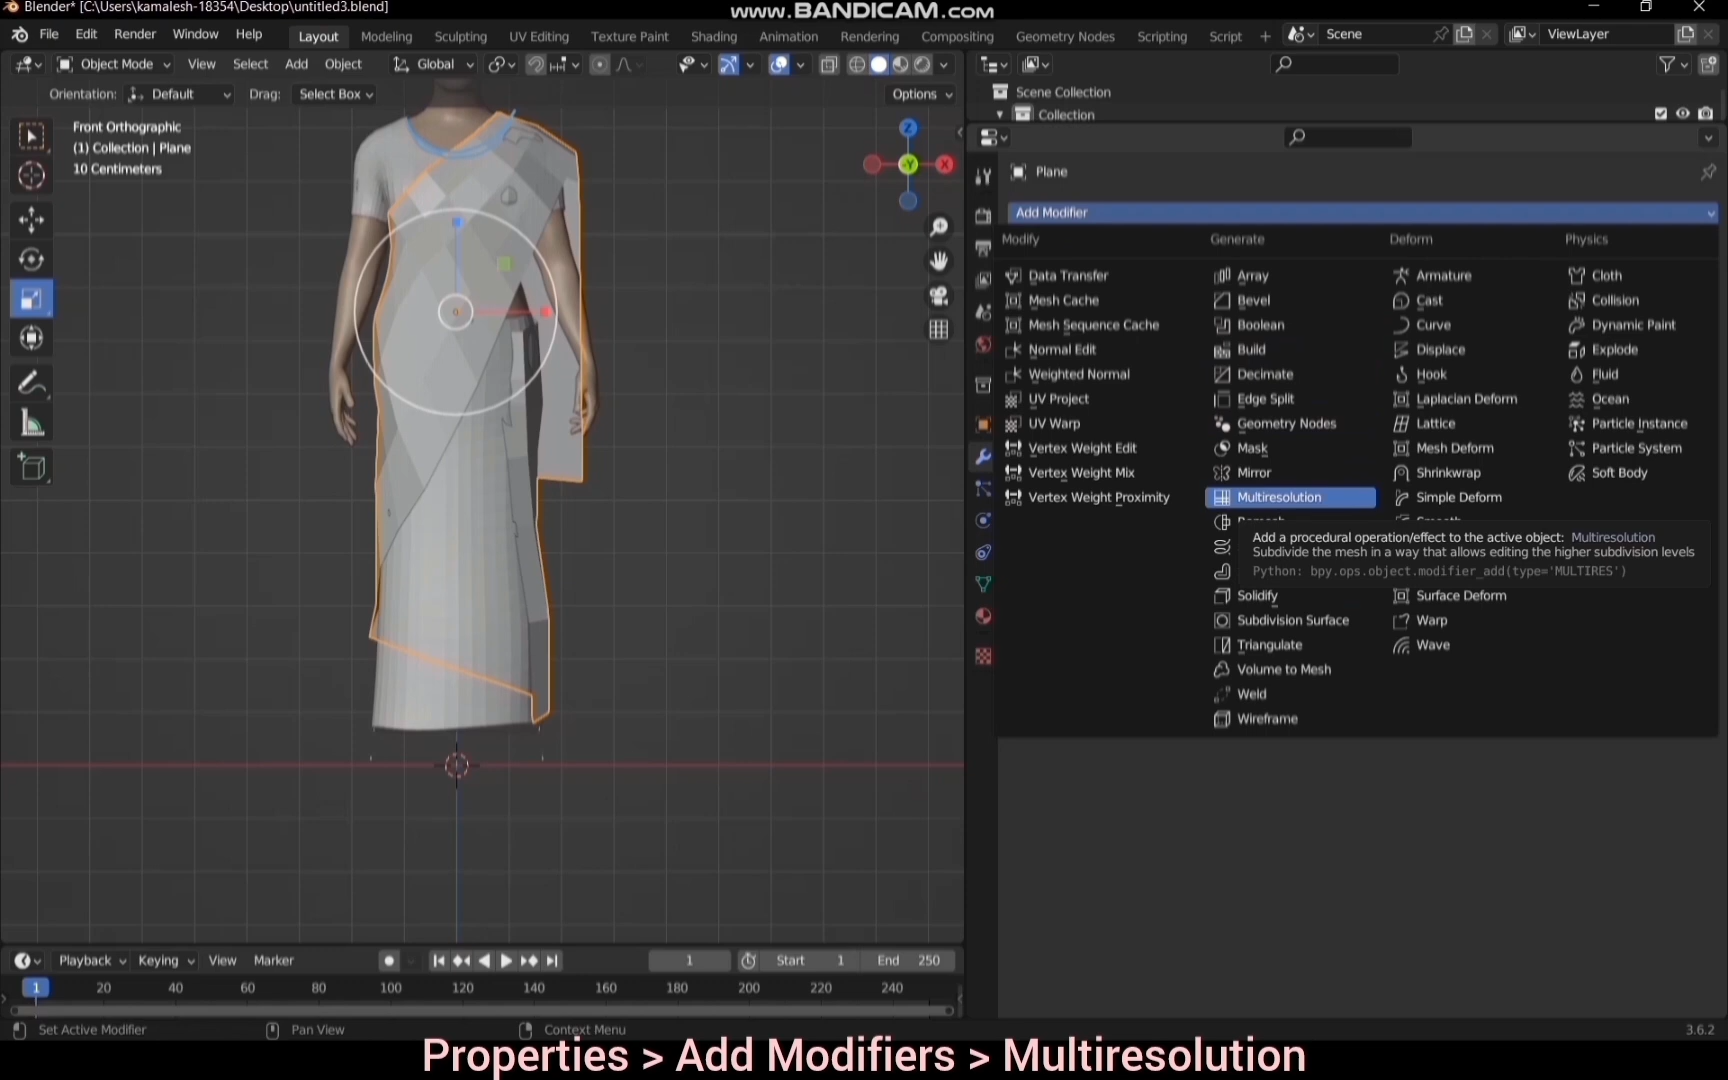 Blender* [C:\Users\kamalesh-18354\Desktop\untitled3.blend]
www.BANDICAM.com
File Edit Render Window Help Layout Modeling Sculpting UV Editing Texture Paint Shading Animation Rendering Compositing Geometry Nodes Scripting Script + Scene ViewLayer
Object Mode View Select Add Object Global
Orientation: Default Drag: Select Box Options
Scene Collection
Collection
Front Orthographic
(1) Collection | Plane
10 Centimeters
Z
-Y
X
Plane
Add Modifier
Modify Generate Deform Physics
Data Transfer Array Armature Cloth
Mesh Cache Bevel Cast Collision
Mesh Sequence Cache Boolean Curve Dynamic Paint
Normal Edit Build Displace Explode
Weighted Normal Decimate Hook Fluid
UV Project Edge Split Laplacian Deform Ocean
UV Warp Geometry Nodes Lattice Particle Instance
Vertex Weight Edit Mask Mesh Deform Particle System
Vertex Weight Mix Mirror Shrinkwrap Soft Body
Vertex Weight Proximity Multiresolution Simple Deform
Add a procedural operation/effect to the active object: Multiresolution
Subdivide the mesh in a way that allows editing the higher subdivision levels
Python: bpy.ops.object.modifier_add(type='MULTIRES')
Solidify Surface Deform
Subdivision Surface Warp
Triangulate Wave
Volume to Mesh
Weld
Wireframe
Playback Keying View Marker 1 Start 1 End 250
1 20 40 60 80 100 120 140 160 180 200 220 240
Set Active Modifier Pan View Context Menu 3.6.2
Properties > Add Modifiers > Multiresolution